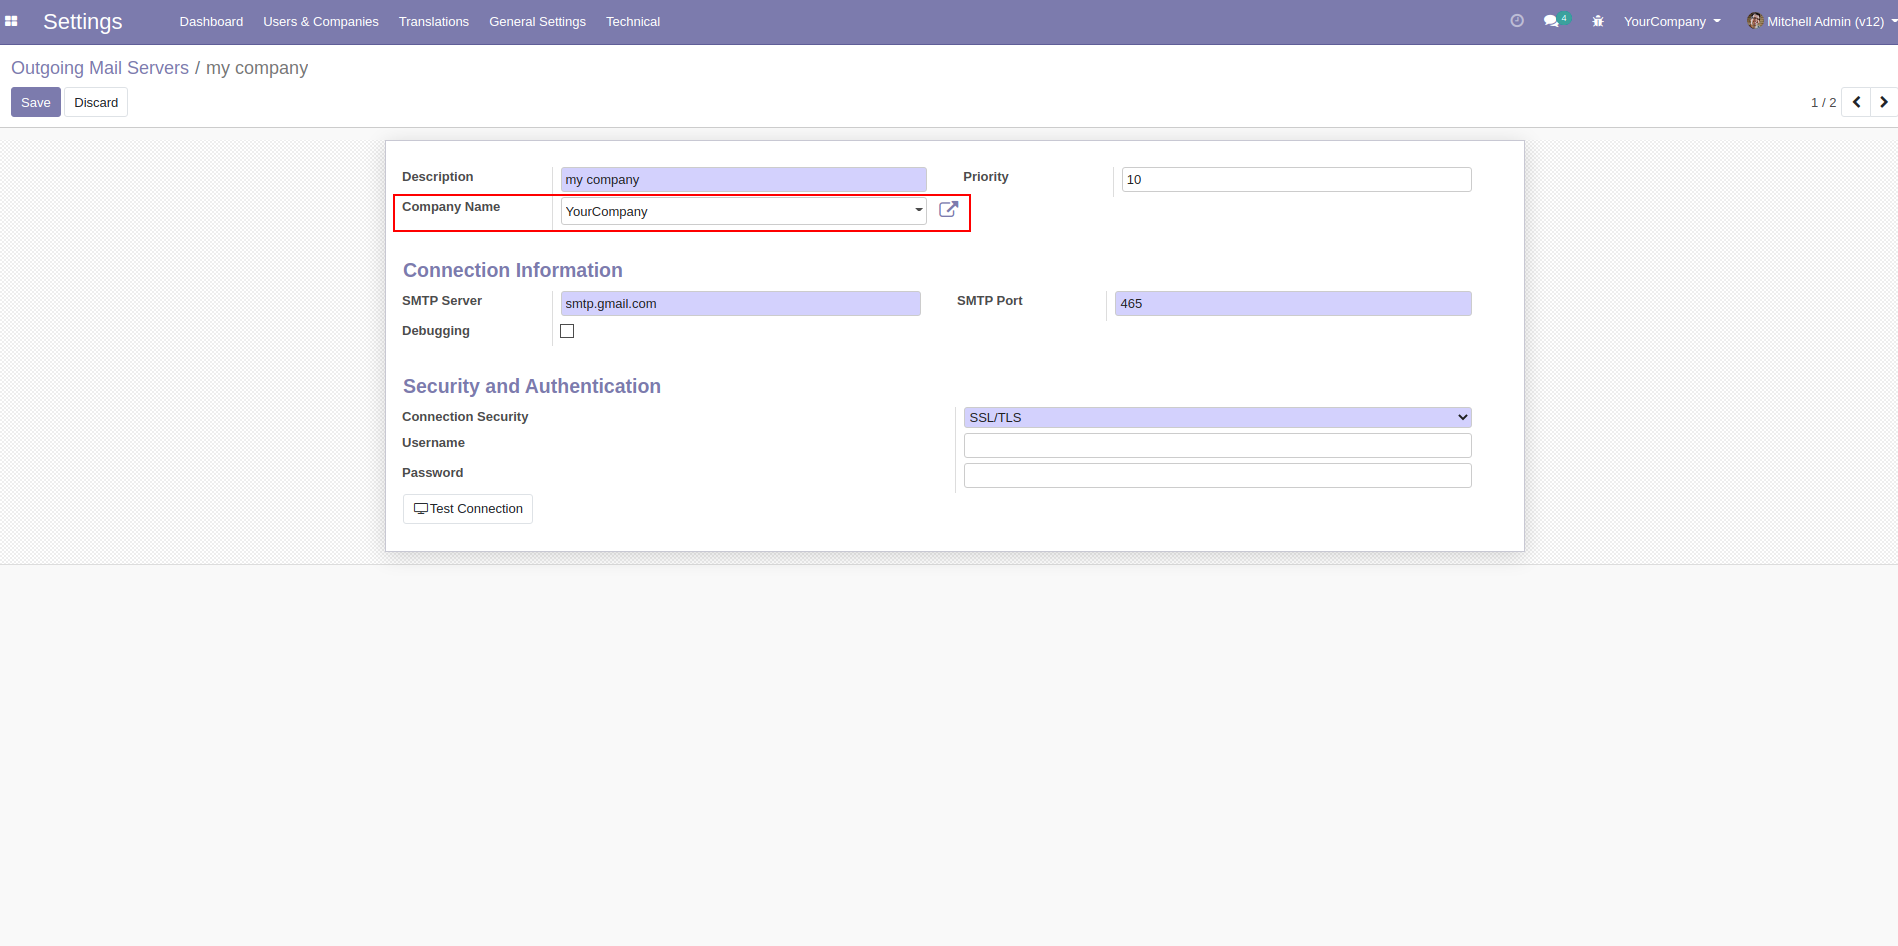 Settings Dashboard Users & Companies Translations General Settings Technical 4 YourCompany Mitchell Admin (v12)
Outgoing Mail Servers / my company
Save Discard 1 / 2
Description my company Priority 10
Company Name YourCompany
Connection Information
SMTP Server smtp.gmail.com SMTP Port 465
Debugging
Security and Authentication
Connection Security SSL/TLS
Username
Password
Test Connection